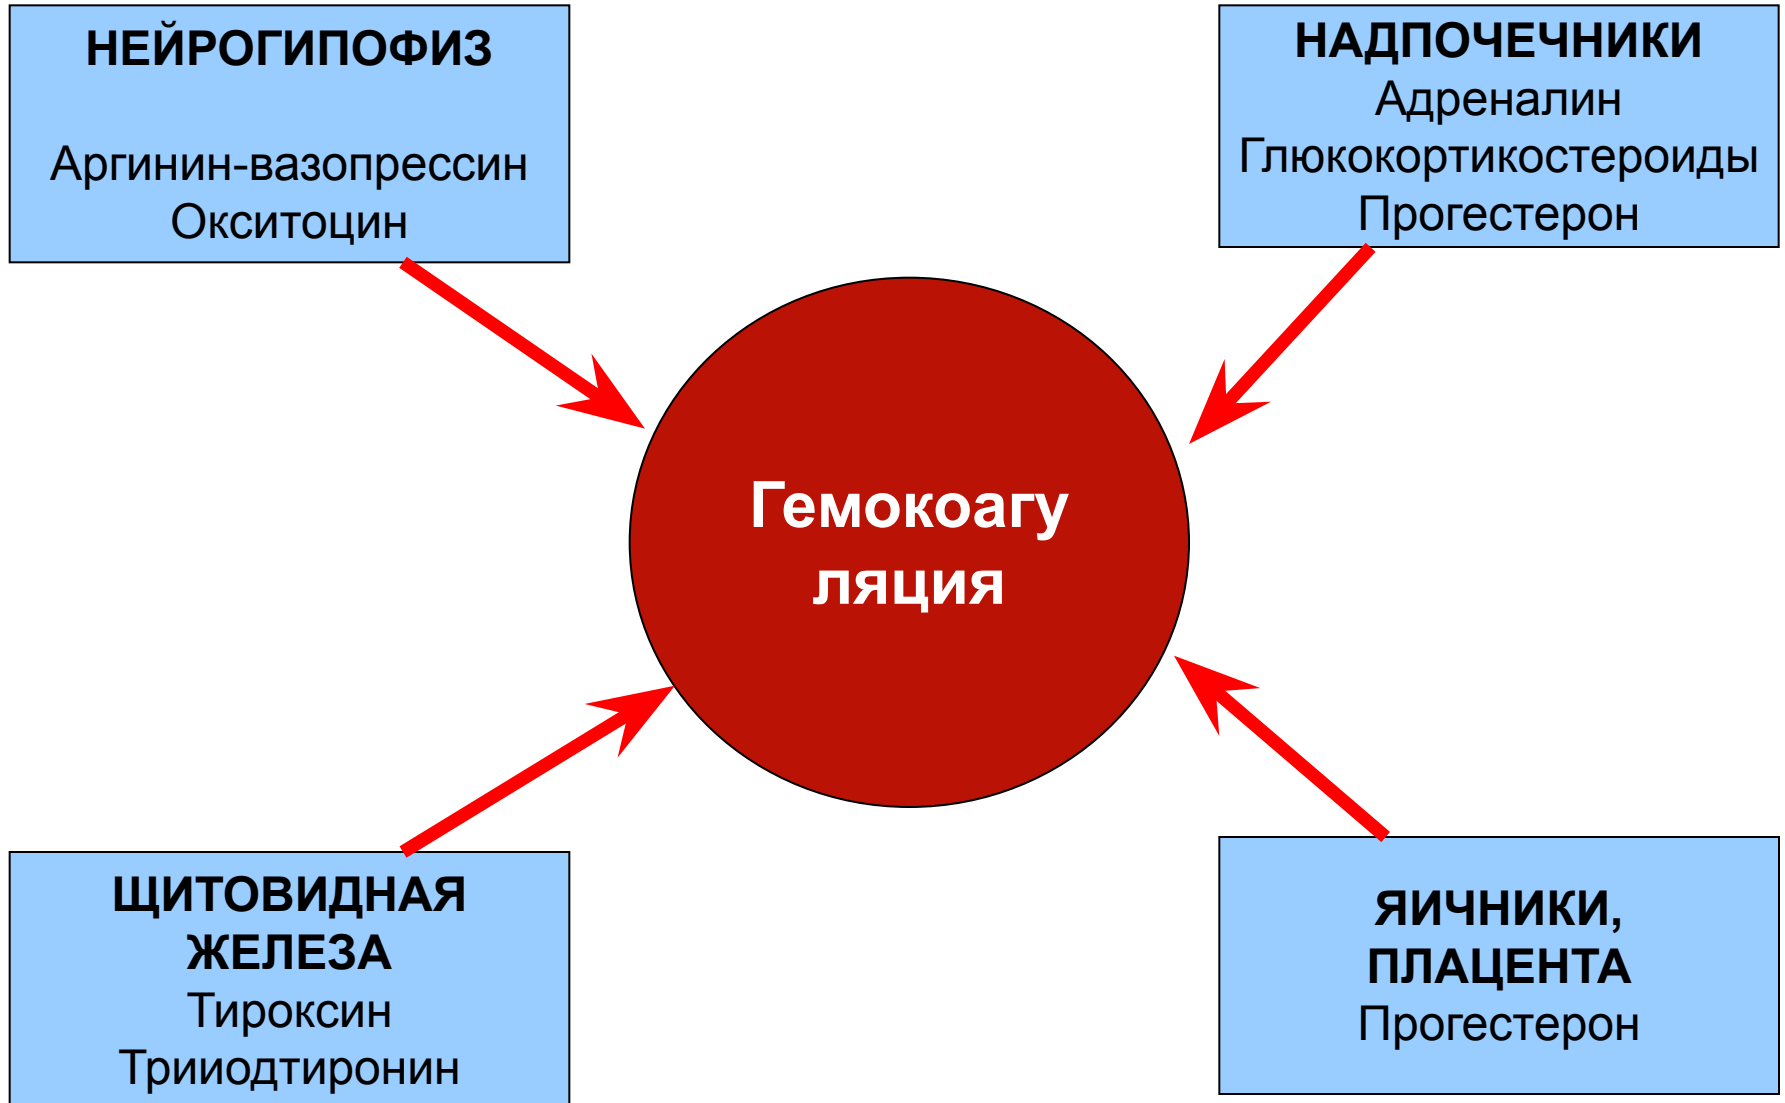 НЕЙРОГИПОФИЗ
Аргинин-вазопрессин
Окситоцин
НАДПОЧЕЧНИКИ
Адреналин
Глюкокортикостероиды
Прогестерон
Гемокоагу
ляция
ЩИТОВИДНАЯ
ЖЕЛЕЗА
Тироксин
Трииодтиронин
ЯИЧНИКИ,
ПЛАЦЕНТА
Прогестерон